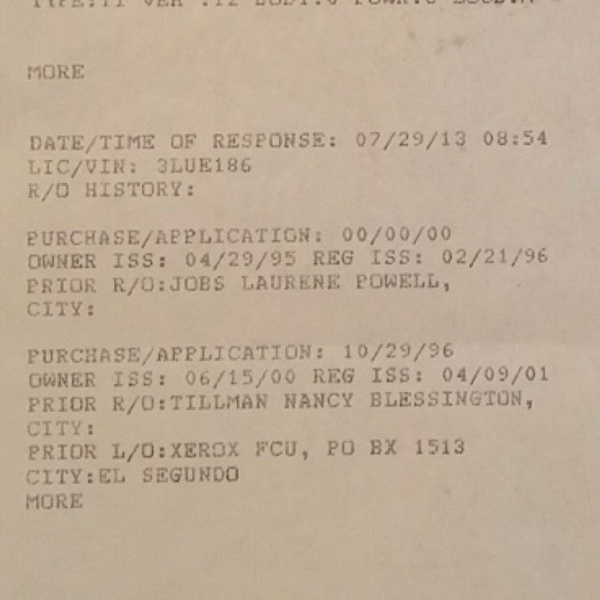 MORE
DATE/TIME OF RESPONSE: 07/29/13 08:54
LIC/VIN: 3LUE186
R/O HISTORY:
PURCHASE/APPLICATION: 00/00/00
OWNER ISS: 04/29/95 REG ISS: 02/21/96
PRIOR R/O:JOBS LAURENE POWELL,
CITY:
PURCHASE/APPLICATION: 10/29/96
OWNER ISS: 06/15/00 REG ISS: 04/09/01
PRIOR R/O:TILLMAN NANCY BLESSINGTON,
CITY:
PRIOR L/O:XEROX FCU, PO BX 1513
CITY:EL SEGUNDO
MORE